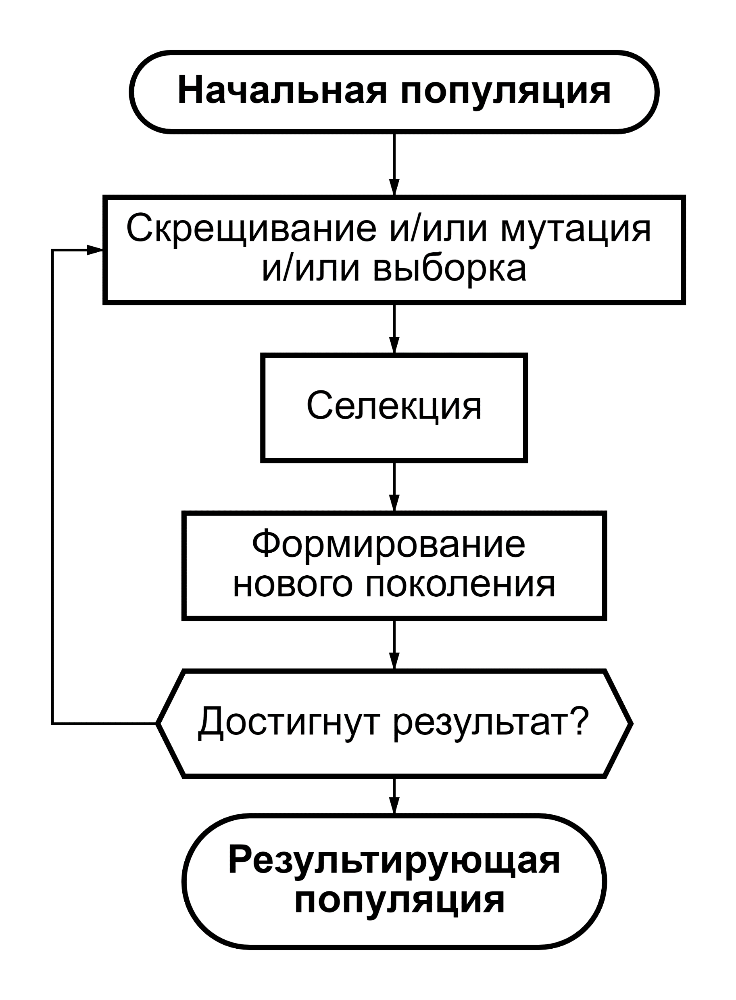 Начальная популяция
Скрещивание и/или мутация
и/или выборка
Селекция
Формирование
нового поколения
Достигнут результат?
Результирующая
популяция